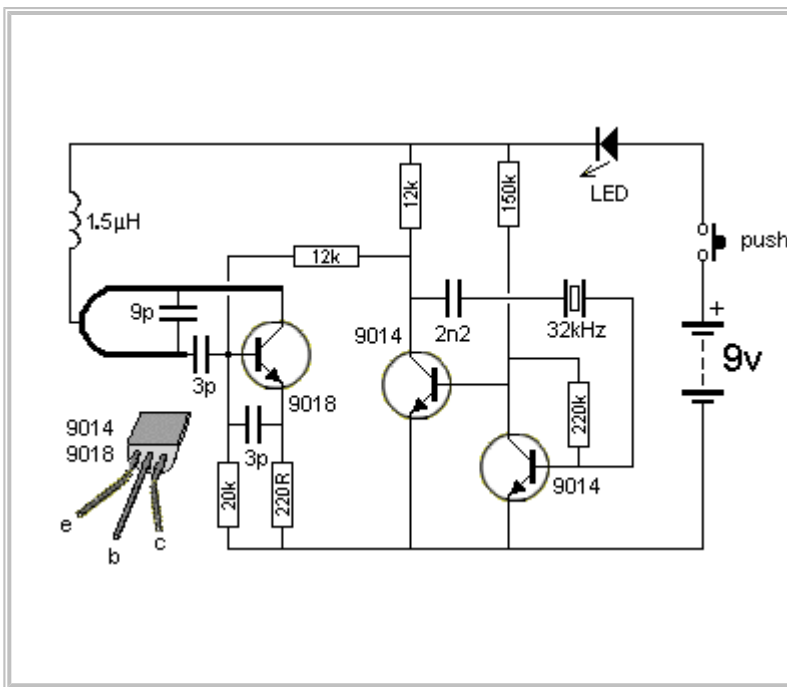 LED
1.5µH
12k
150k
12k
push
9p
2n2
32kHz
+
9v
9014
3p
9018
220k
9014
9018
3p
20k
220R
9014
e
b
c